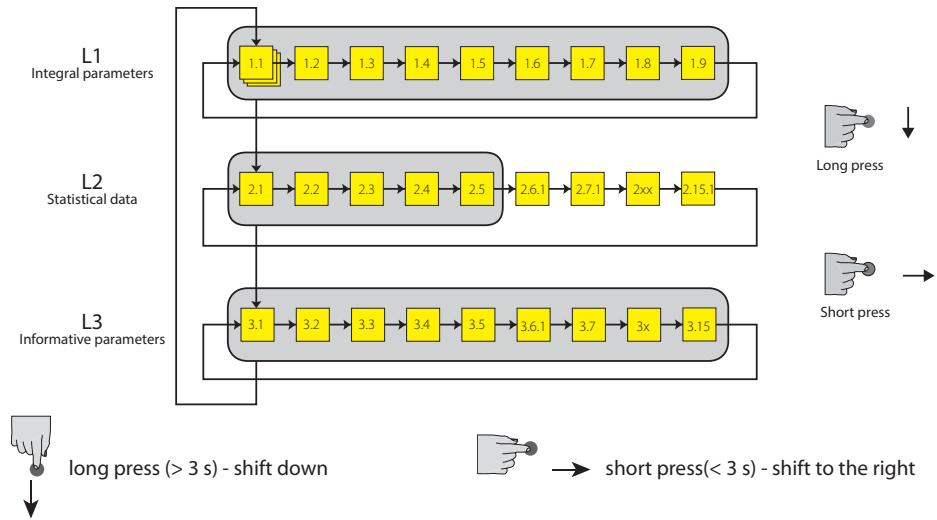 L1
Integral parameters
1.1 1.2 1.3 1.4 1.5 1.6 1.7 1.8 1.9
Long press
L2
Statistical data
2.1 2.2 2.3 2.4 2.5 2.6.1 2.7.1 2xx 2.15.1
Short press
L3
Informative parameters
3.1 3.2 3.3 3.4 3.5 3.6.1 3.7 3x 3.15
long press (> 3 s) - shift down
short press(< 3 s) - shift to the right